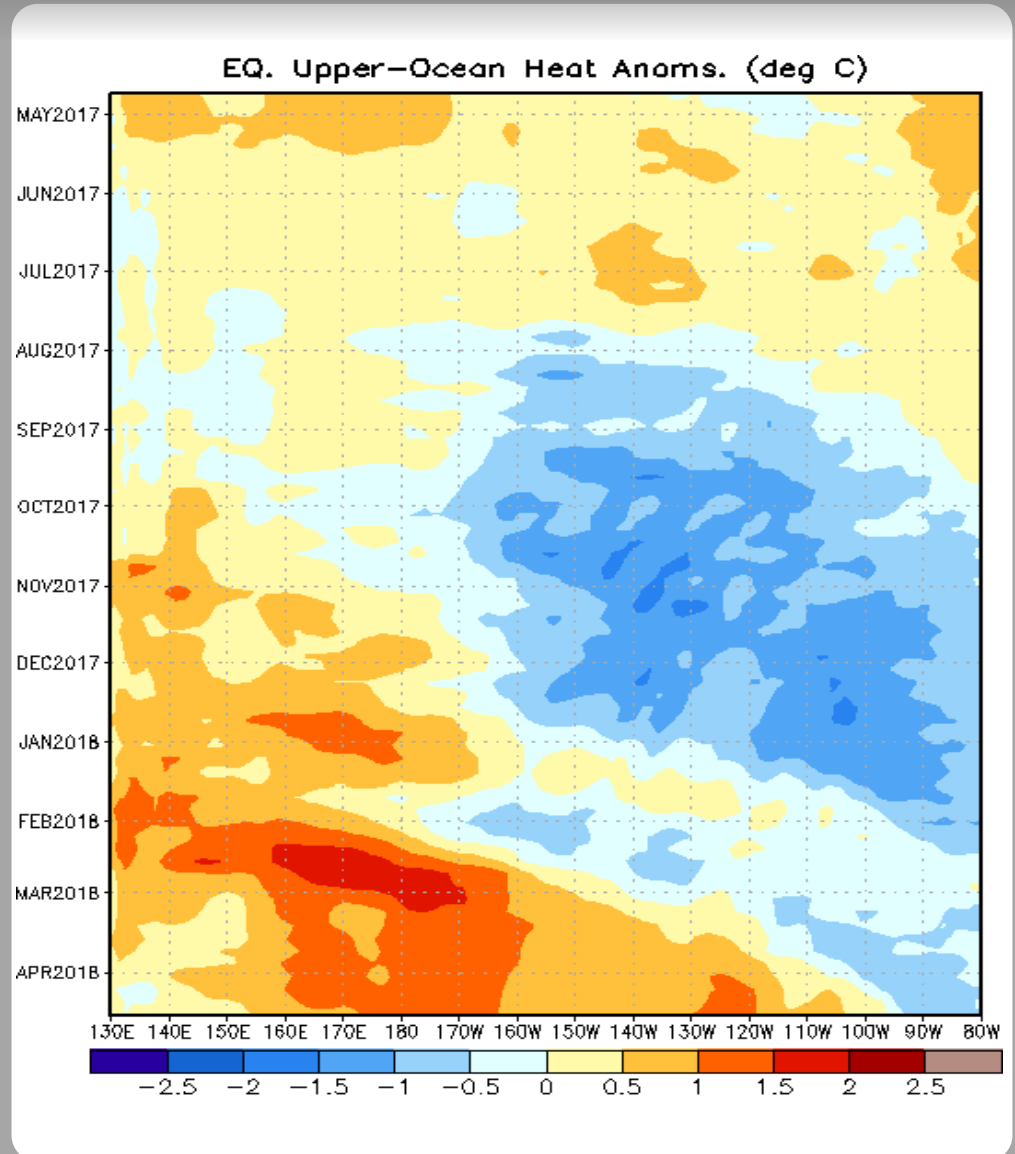 EQ. Upper-Ocean Heat Anoms. (deg C)
MAY2017
JUN2017
JUL2017
AUG2017
SEP2017
OCT2017
NOV2017
DEC2017
JAN2018
FEB2018
MAR2018
APR2018
130E 140E 150E 160E 170E 180 170W 160W 150W 140W 130W 120W 110W 100W 90W 80W
-2.5 -2 -1.5 -1 -0.5 0 0.5 1 1.5 2 2.5